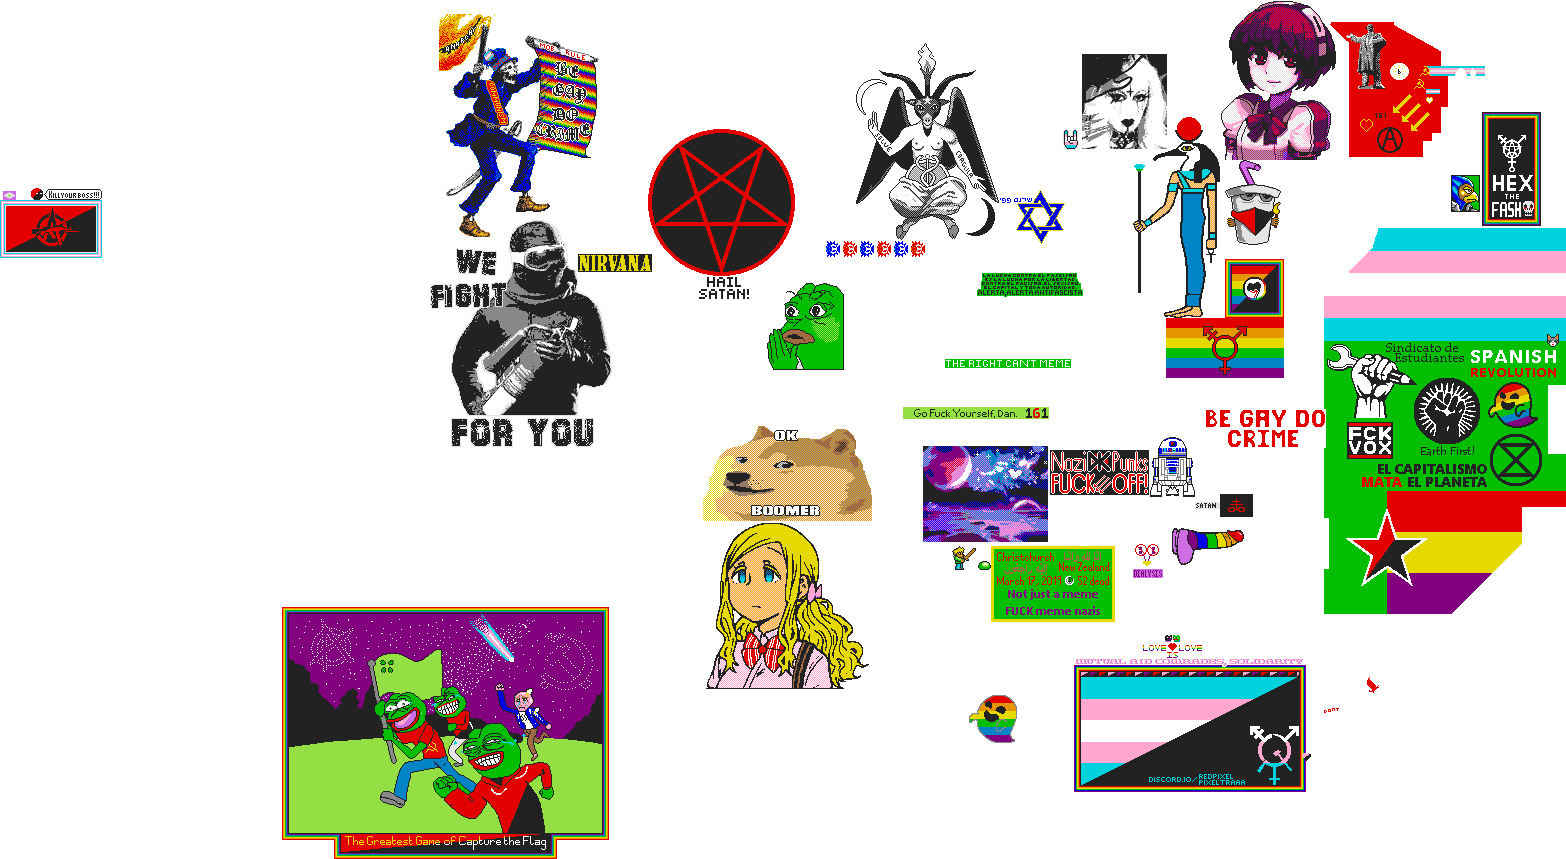 MOB RULE
BE
GAY
DO
CRIME
KILL YOUR BOSS!!!
WE
FIGHT
FOR YOU
NIRVANA
HAIL
SATAN!
SOLVE
COAGULA
HEX
THE
FASH
LA LUCHA CONTRA EL FASCISMO
ES LA LUCHA POR LA LIBERTAD.
CONTRA EL RACISMO, EL SEXISMO
EL CAPITAL Y TODA AUTORIDAD.
ALERTA, ALERTA ANTIFASCISTA
THE RIGHT CAN'T MEME
Go Fuck Yourself, Dan. 161
161
BE GAY DO
CRIME
Sindicato de
Estudiantes
SPANISH
REVOLUTION
FCK
VOX
Earth First!
EL CAPITALISMO
MATA EL PLANETA
OK
BOOMER
Nazi Punks
FUCK OFF!
SATAN
DIALYSIS
Christchurch
New Zealand
March 17, 2019 52 dead
Not just a meme
FUCK meme nazis
LOVE LOVE
IS
MUTUAL AID COMRADES, SOLIDARITY
DISCORD.IO/REDPIXEL
PIXELTRAAA
The Greatest Game of Capture the Flag